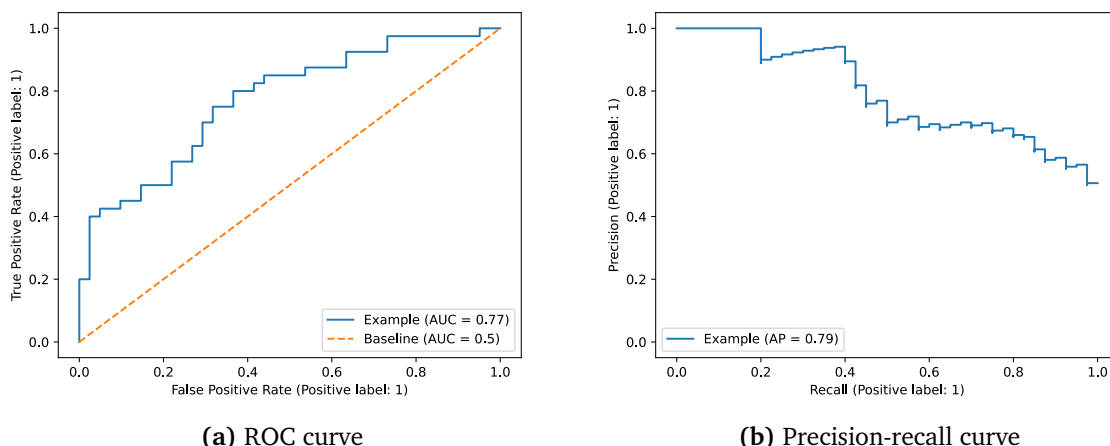 1.0
0.8
0.6
0.4
0.2
0.0
True Positive Rate (Positive label: 1)
Example (AUC = 0.77)
Baseline (AUC = 0.5)
0.0 0.2 0.4 0.6 0.8 1.0
False Positive Rate (Positive label: 1)
(a) ROC curve
1.0
0.8
0.6
0.4
0.2
0.0
Precision (Positive label: 1)
Example (AP = 0.79)
0.0 0.2 0.4 0.6 0.8 1.0
Recall (Positive label: 1)
(b) Precision-recall curve